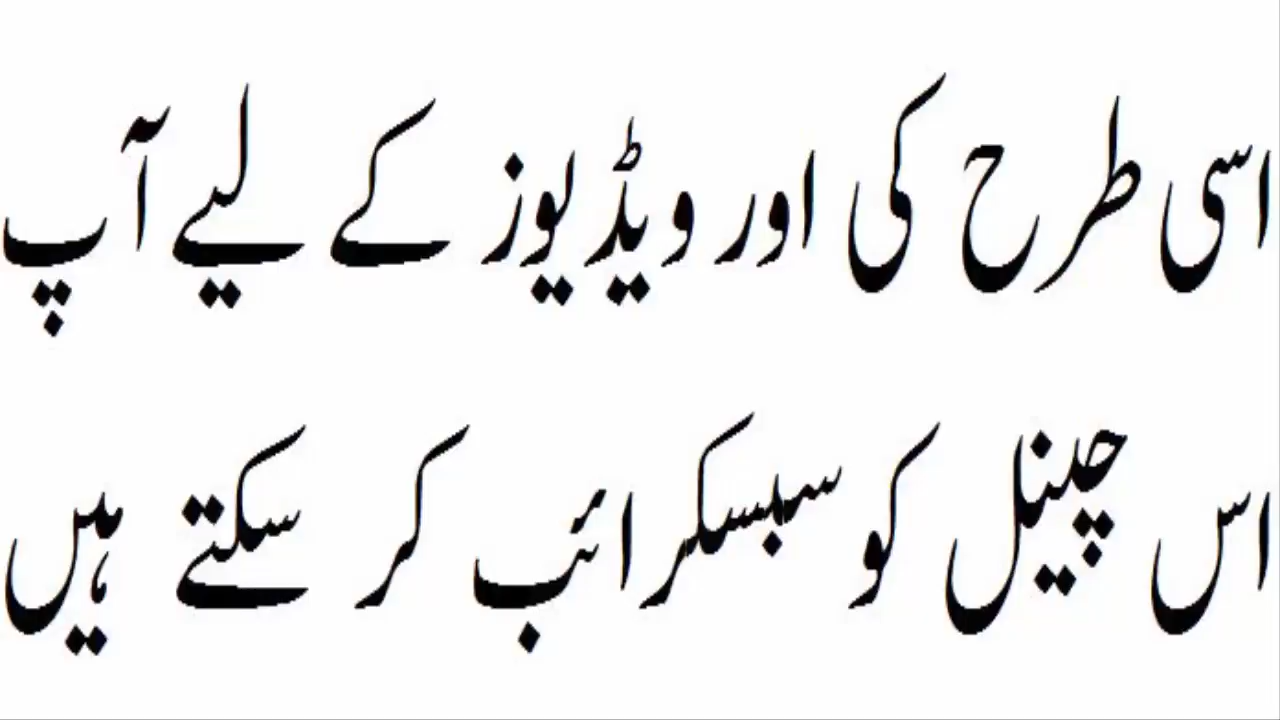 اسی طرح کی اور ویڈیوز کے لیے آپ
اس چینل کو سبسکرائب کر سکتے ہیں